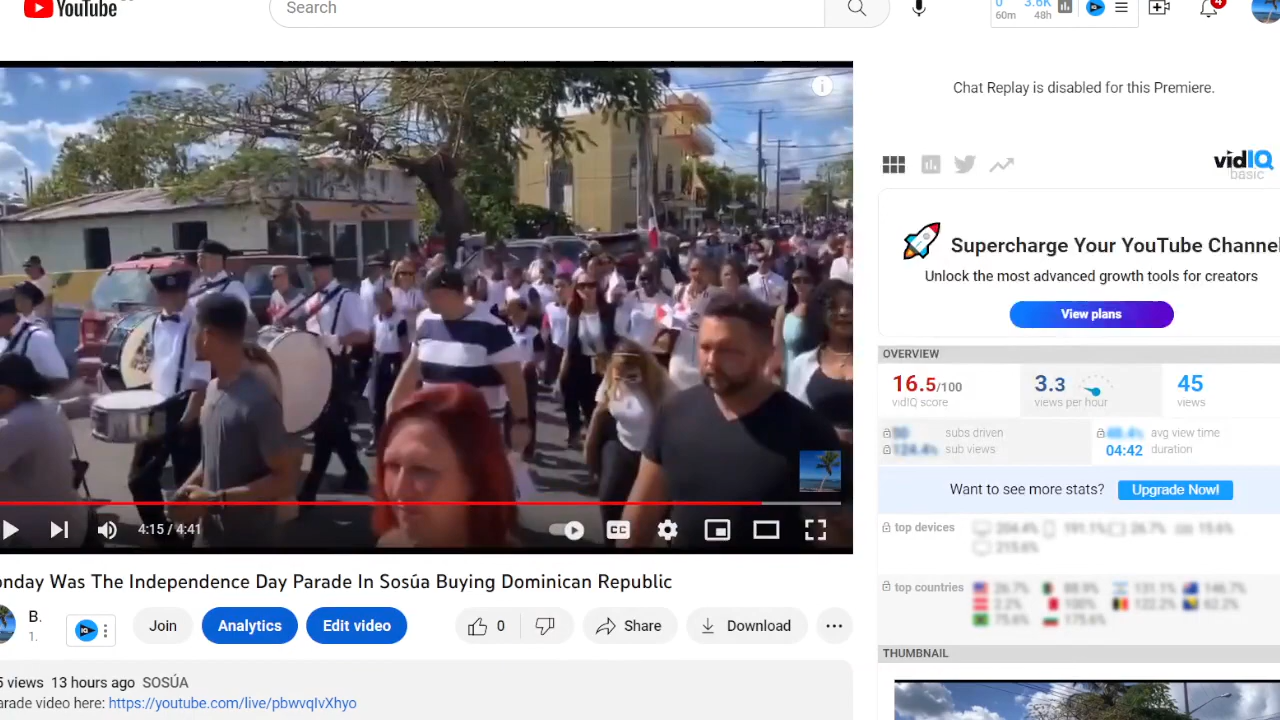 YouTube
Search
0
3.6K
60m
48h
4
Chat Replay is disabled for this Premiere.
vidIQ
basic
Supercharge Your YouTube Channel
Unlock the most advanced growth tools for creators
View plans
OVERVIEW
16.5/100
3.3
45
vidIQ score
views per hour
views
subs driven
avg view time
sub views
04:42 duration
Want to see more stats? Upgrade Now!
top devices
top countries
THUMBNAIL
4:15 / 4:41
CC
onday Was The Independence Day Parade In Sosúa Buying Dominican Republic
B.
1.
Join
Analytics
Edit video
0
Share
Download
5 views 13 hours ago SOSÚA
arade video here: https://youtube.com/live/pbwvqIvXhyo